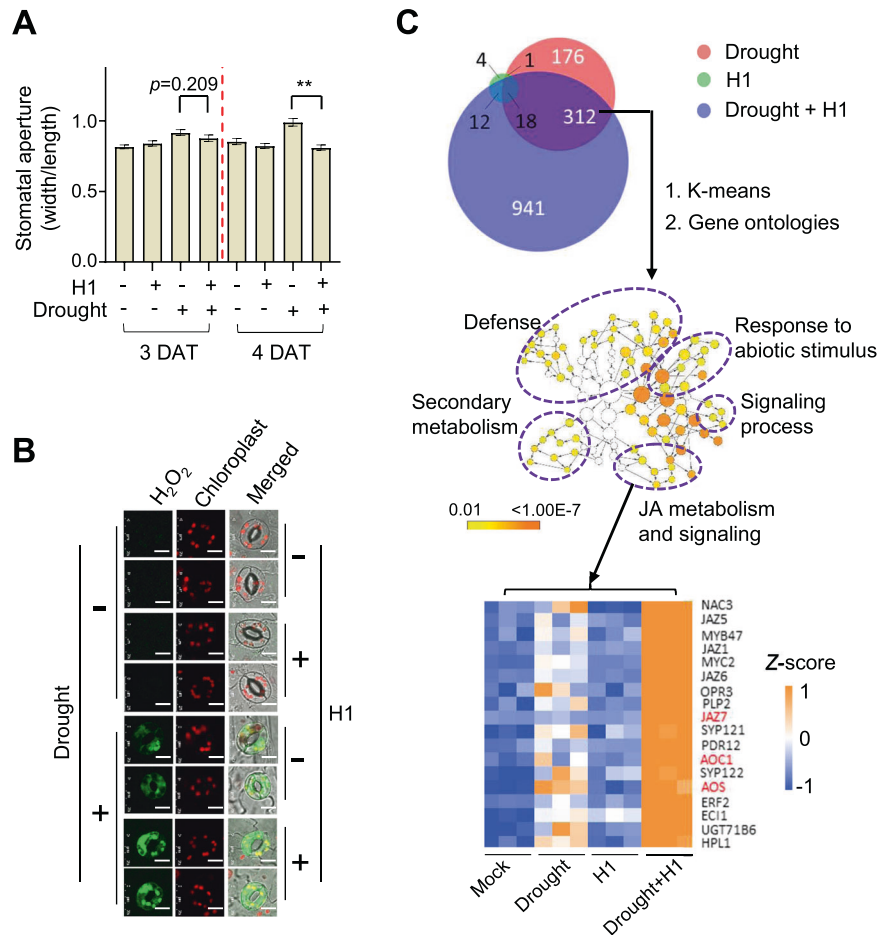 A
Stomatal aperture
(width/length)
1.0
0.5
0.0
p=0.209
**
H1 - + - + - + - +
Drought - - + + - - + +
3 DAT
4 DAT
B
H₂O₂
Chloroplast
Merged
Drought
-
+
-
+
-
+
H1
C
4
1
176
12
18
312
941
Drought
H1
Drought + H1
1. K-means
2. Gene ontologies
Defense
Response to
abiotic stimulus
Secondary
metabolism
Signaling
process
JA metabolism
and signaling
0.01
<1.00E-7
NAC3
JAZ5
MYB47
JAZ1
MYC2
JAZ6
OPR3
PLP2
JAZ7
SYP121
PDR12
AOC1
SYP122
AOS
ERF2
ECI1
UGT71B6
HPL1
Z-score
1
0
-1
Mock
Drought
H1
Drought+H1